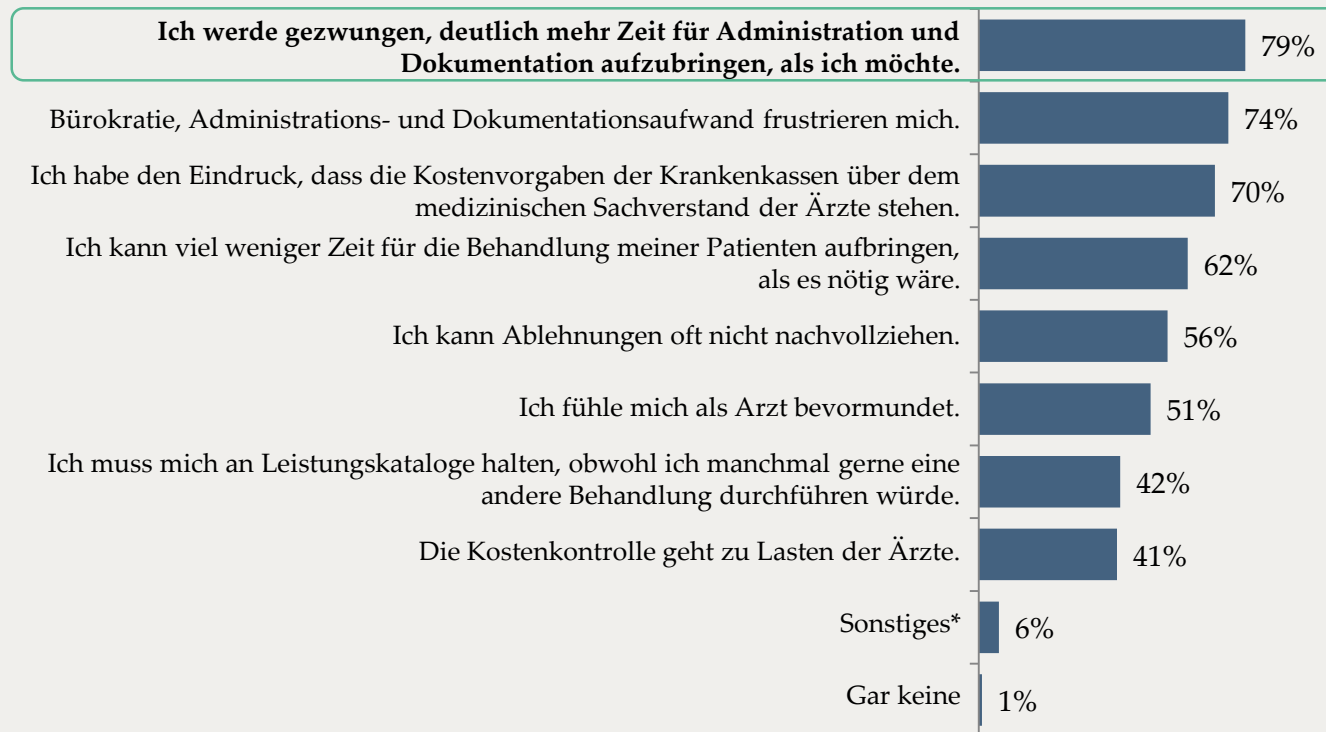 Ich werde gezwungen, deutlich mehr Zeit für Administration und
Dokumentation aufzubringen, als ich möchte.
79%
Bürokratie, Administrations- und Dokumentationsaufwand frustrieren mich.
74%
Ich habe den Eindruck, dass die Kostenvorgaben der Krankenkassen über dem
medizinischen Sachverstand der Ärzte stehen.
70%
Ich kann viel weniger Zeit für die Behandlung meiner Patienten aufbringen,
als es nötig wäre.
62%
Ich kann Ablehnungen oft nicht nachvollziehen.
56%
Ich fühle mich als Arzt bevormundet.
51%
Ich muss mich an Leistungskataloge halten, obwohl ich manchmal gerne eine
andere Behandlung durchführen würde.
42%
Die Kostenkontrolle geht zu Lasten der Ärzte.
41%
Sonstiges*
6%
Gar keine
1%